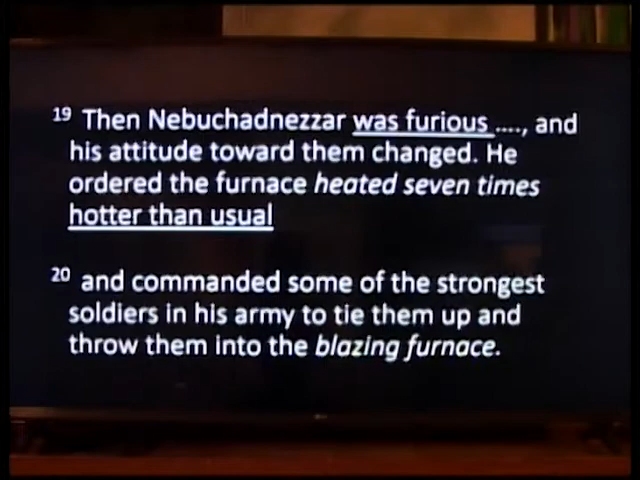 19 Then Nebuchadnezzar was furious ...., and
his attitude toward them changed. He
ordered the furnace heated seven times
hotter than usual
20 and commanded some of the strongest
soldiers in his army to tie them up and
throw them into the blazing furnace.